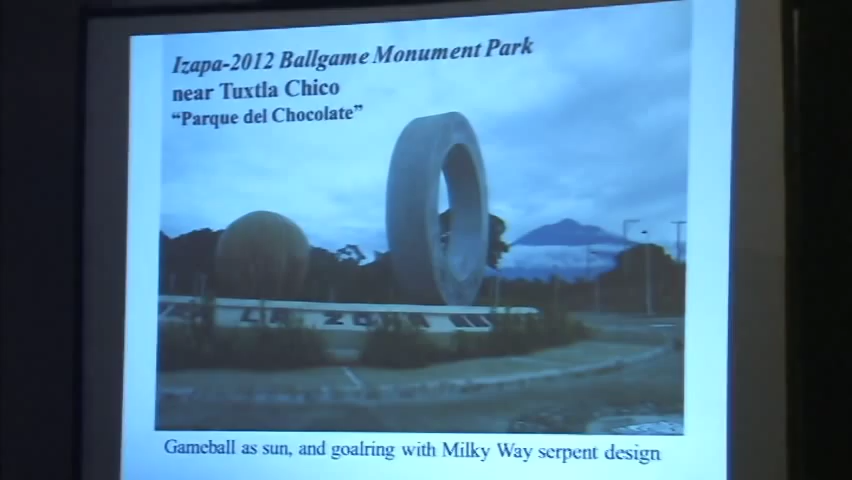 Izapa-2012 Ballgame Monument Park
near Tuxtla Chico
“Parque del Chocolate”
Gameball as sun, and goalring with Milky Way serpent design